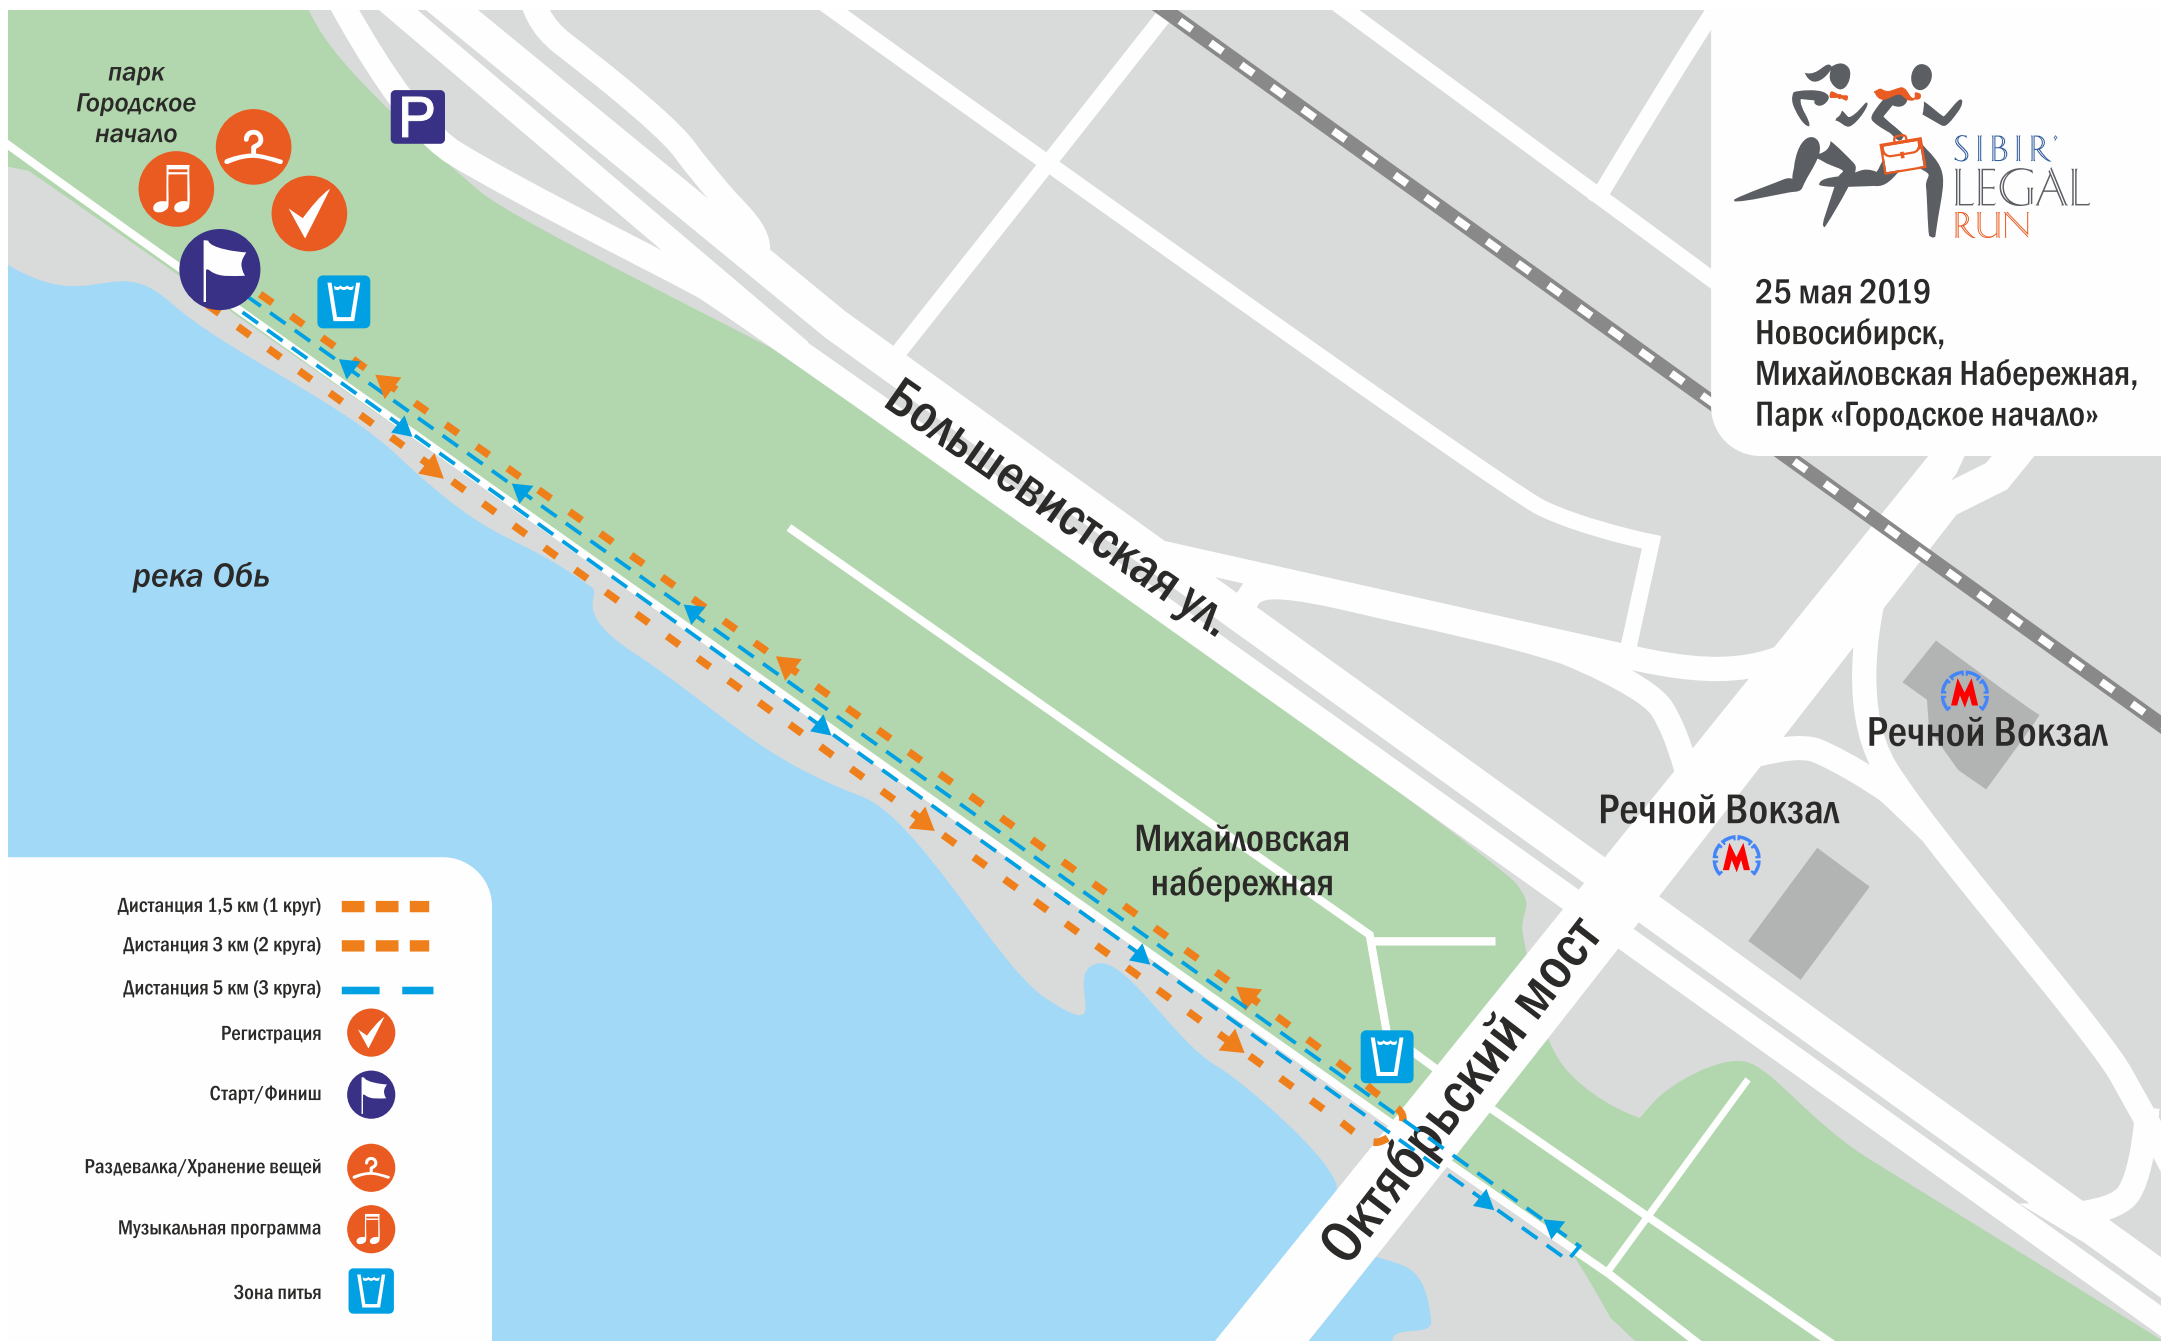 парк
Городское
начало
P
SIBIR’
LEGAL
RUN
25 мая 2019
Новосибирск,
Михайловская Набережная,
Парк «Городское начало»
Большевистская ул.
река Обь
М
Речной Вокзал
Речной Вокзал
М
Михайловская
набережная
Октябрьский мост
Дистанция 1,5 км (1 круг)
Дистанция 3 км (2 круга)
Дистанция 5 км (3 круга)
Регистрация
Старт/Финиш
Раздевалка/Хранение вещей
Музыкальная программа
Зона питья